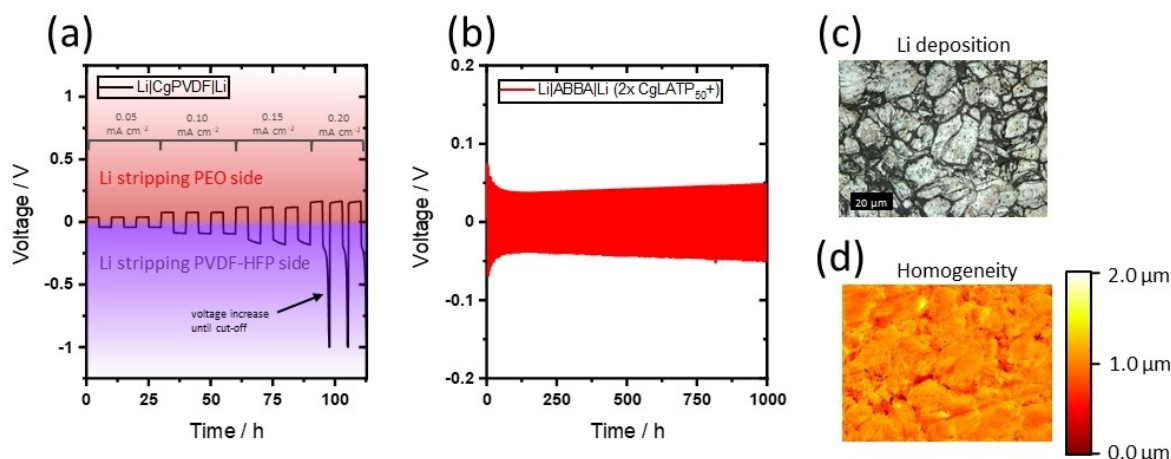 (a)
Li|CgPVDF|Li
0.05 mA cm⁻²
0.10 mA cm⁻²
0.15 mA cm⁻²
0.20 mA cm⁻²
Li stripping PEO side
Li stripping PVDF-HFP side
voltage increase
until cut-off
Voltage / V
1
0.5
0
-0.5
-1
0
25
50
75
100
Time / h
(b)
Li|ABBA|Li (2x CgLATP₅₀+)
Voltage / V
0.2
0.1
0.0
-0.1
-0.2
0
250
500
750
1000
Time / h
(c)
Li deposition
20 µm
(d)
Homogeneity
2.0 µm
1.0 µm
0.0 µm